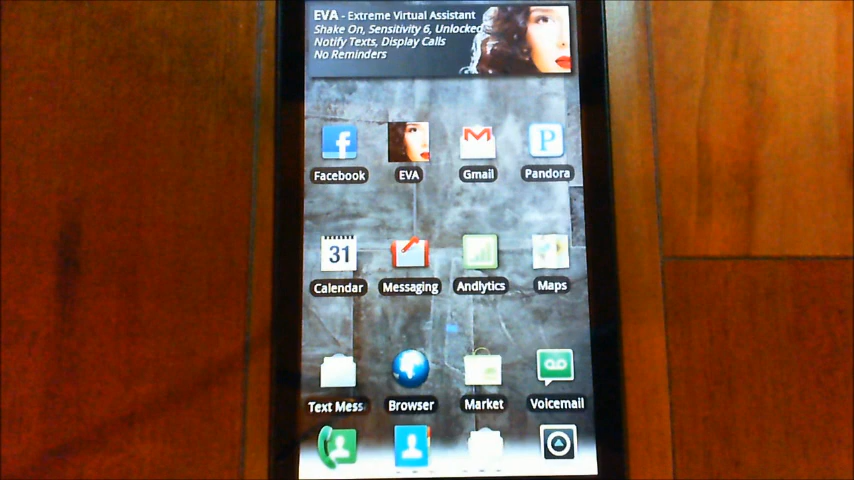 EVA - Extreme Virtual Assistant
Shake On, Sensitivity 6, Unlocked
Notify Texts, Display Calls
No Reminders
f
P
Facebook EVA Gmail Pandora
31
Calendar Messaging Andlytics Maps
Text Mess Browser Market Voicemail